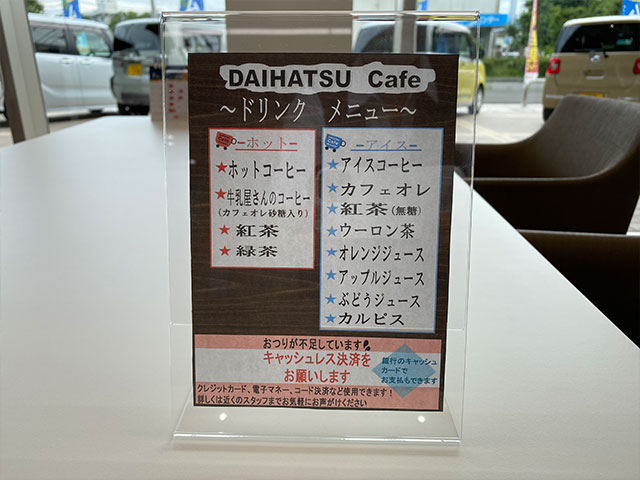 DAIHATSU Cafe
～ドリンク メニュー～
-ホット-
★ホットコーヒー
★牛乳屋さんのコーヒー
(カフェオレ砂糖入り)
★紅茶
★緑茶
-アイス-
★アイスコーヒー
★カフェオレ
★紅茶(無糖)
★ウーロン茶
★オレンジジュース
★アップルジュース
★ぶどうジュース
★カルピス
おつりが不足しています
キャッシュレス決済を
お願いします
銀行のキャッシュ
カードで
お支払もできます
クレジットカード、電子マネー、コード決済など使用できます！
詳しくは近くのスタッフまでお気軽にお声がけください